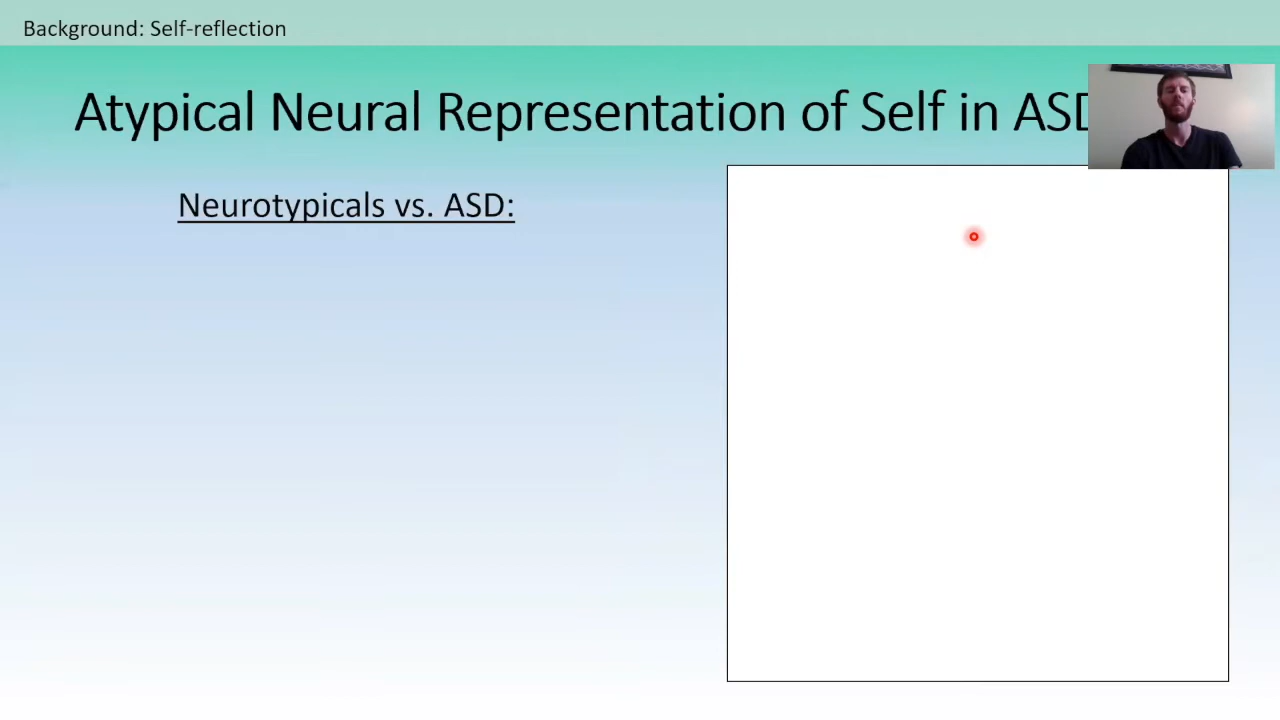 Background: Self-reflection
Atypical Neural Representation of Self in ASD
Neurotypicals vs. ASD: